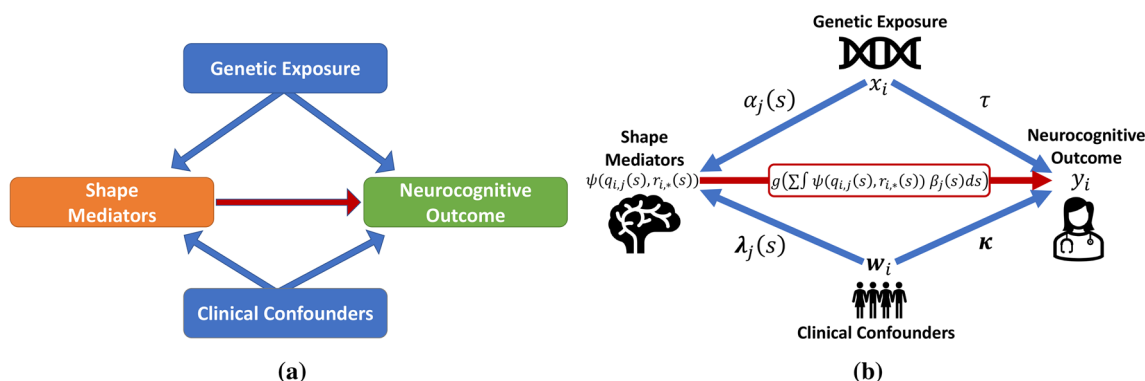 Genetic Exposure
Shape
Mediators
Neurocognitive
Outcome
Clinical Confounders
(a)
Genetic Exposure
x_i
α_j(s)
τ
Shape
Mediators
ψ(q_{i,j}(s), r_{i,*}(s))
g(∑∫ ψ(q_{i,j}(s), r_{i,*}(s)) β_j(s)ds)
Neurocognitive
Outcome
y_i
λ_j(s)
κ
w_i
Clinical Confounders
(b)